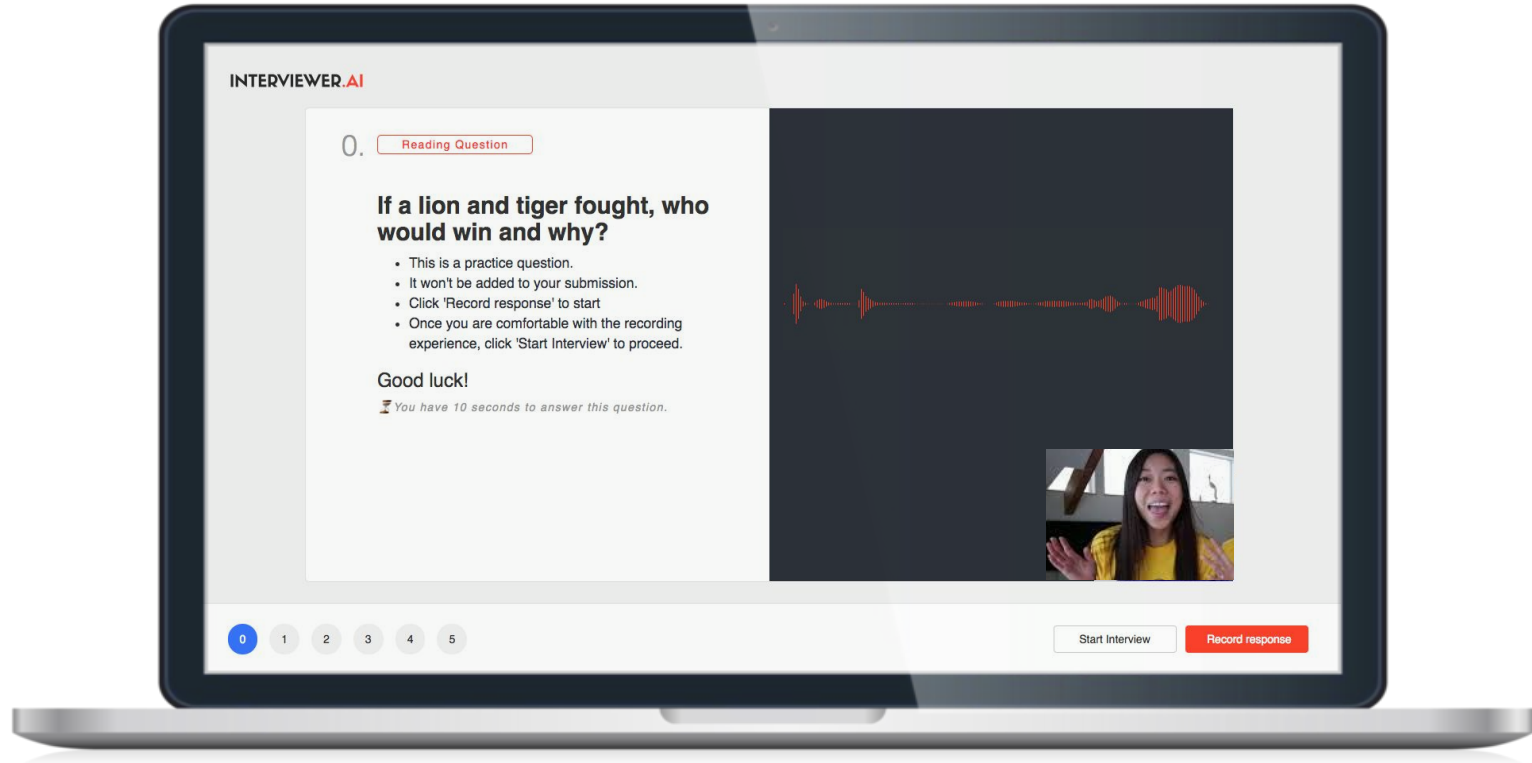 INTERVIEWER.AI
0. Reading Question
If a lion and tiger fought, who
would win and why?
• This is a practice question.
• It won't be added to your submission.
• Click 'Record response' to start
• Once you are comfortable with the recording
experience, click 'Start Interview' to proceed.
Good luck!
⏳ You have 10 seconds to answer this question.
0 1 2 3 4 5 Start Interview Record response